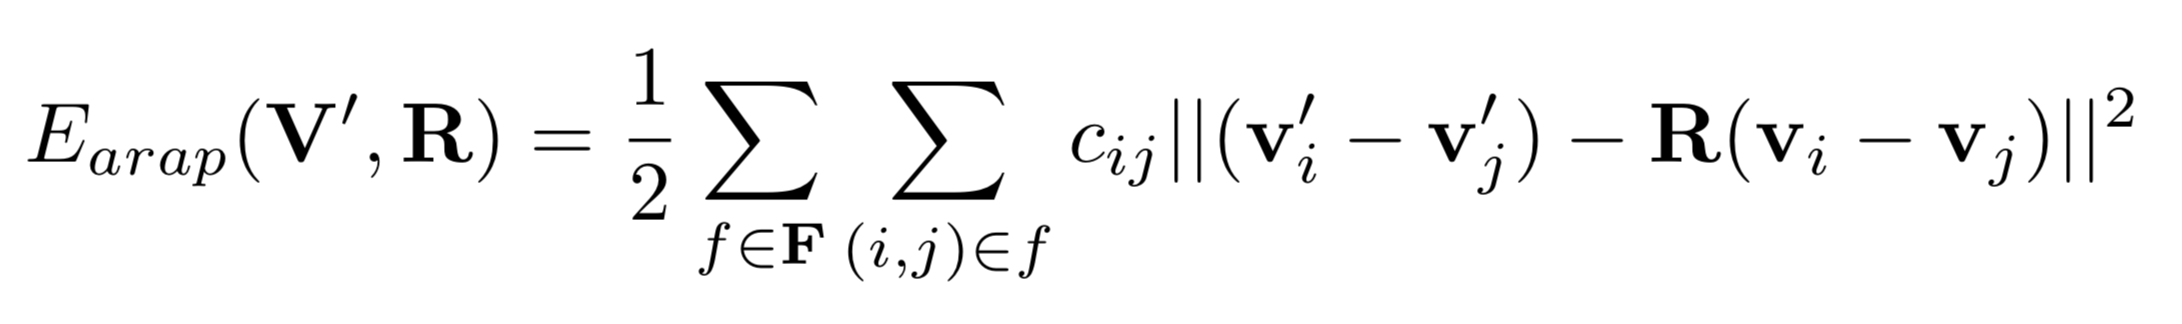 E_{arap}(\mathbf{V}', \mathbf{R}) = \frac{1}{2} \sum_{f \in \mathbf{F}} \sum_{(i,j) \in f} c_{ij} ||(\mathbf{v}'_i - \mathbf{v}'_j) - \mathbf{R}(\mathbf{v}_i - \mathbf{v}_j)||^2